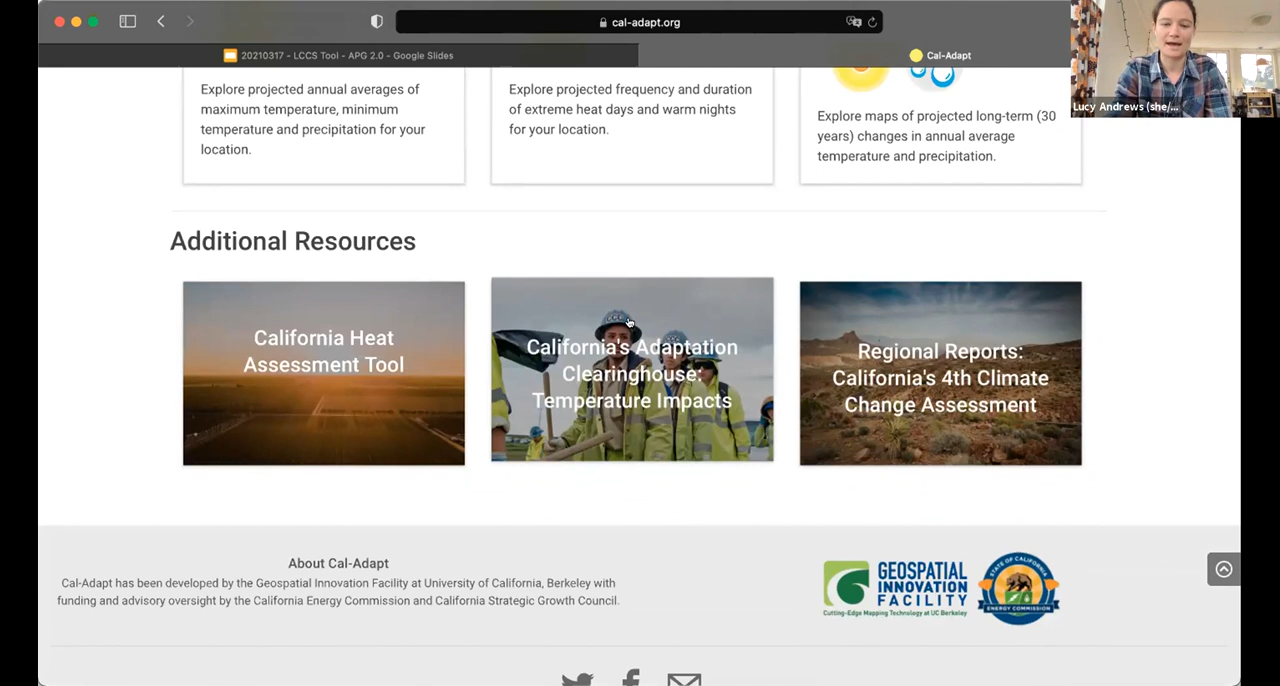 cal-adapt.org
20210317 - LCCS Tool - APG 2.0 - Google Slides
Cal-Adapt
Lucy Andrews (she/...
Explore projected annual averages of
maximum temperature, minimum
temperature and precipitation for your
location.
Explore projected frequency and duration
of extreme heat days and warm nights
for your location.
Explore maps of projected long-term (30
years) changes in annual average
temperature and precipitation.
Additional Resources
California Heat
Assessment Tool
CCC
California's Adaptation
Clearinghouse:
Temperature Impacts
Regional Reports:
California's 4th Climate
Change Assessment
About Cal-Adapt
Cal-Adapt has been developed by the Geospatial Innovation Facility at University of California, Berkeley with
funding and advisory oversight by the California Energy Commission and California Strategic Growth Council.
GEOSPATIAL
INNOVATION
FACILITY
Cutting-Edge Mapping Technology at UC Berkeley
STATE OF CALIFORNIA
ENERGY COMMISSION